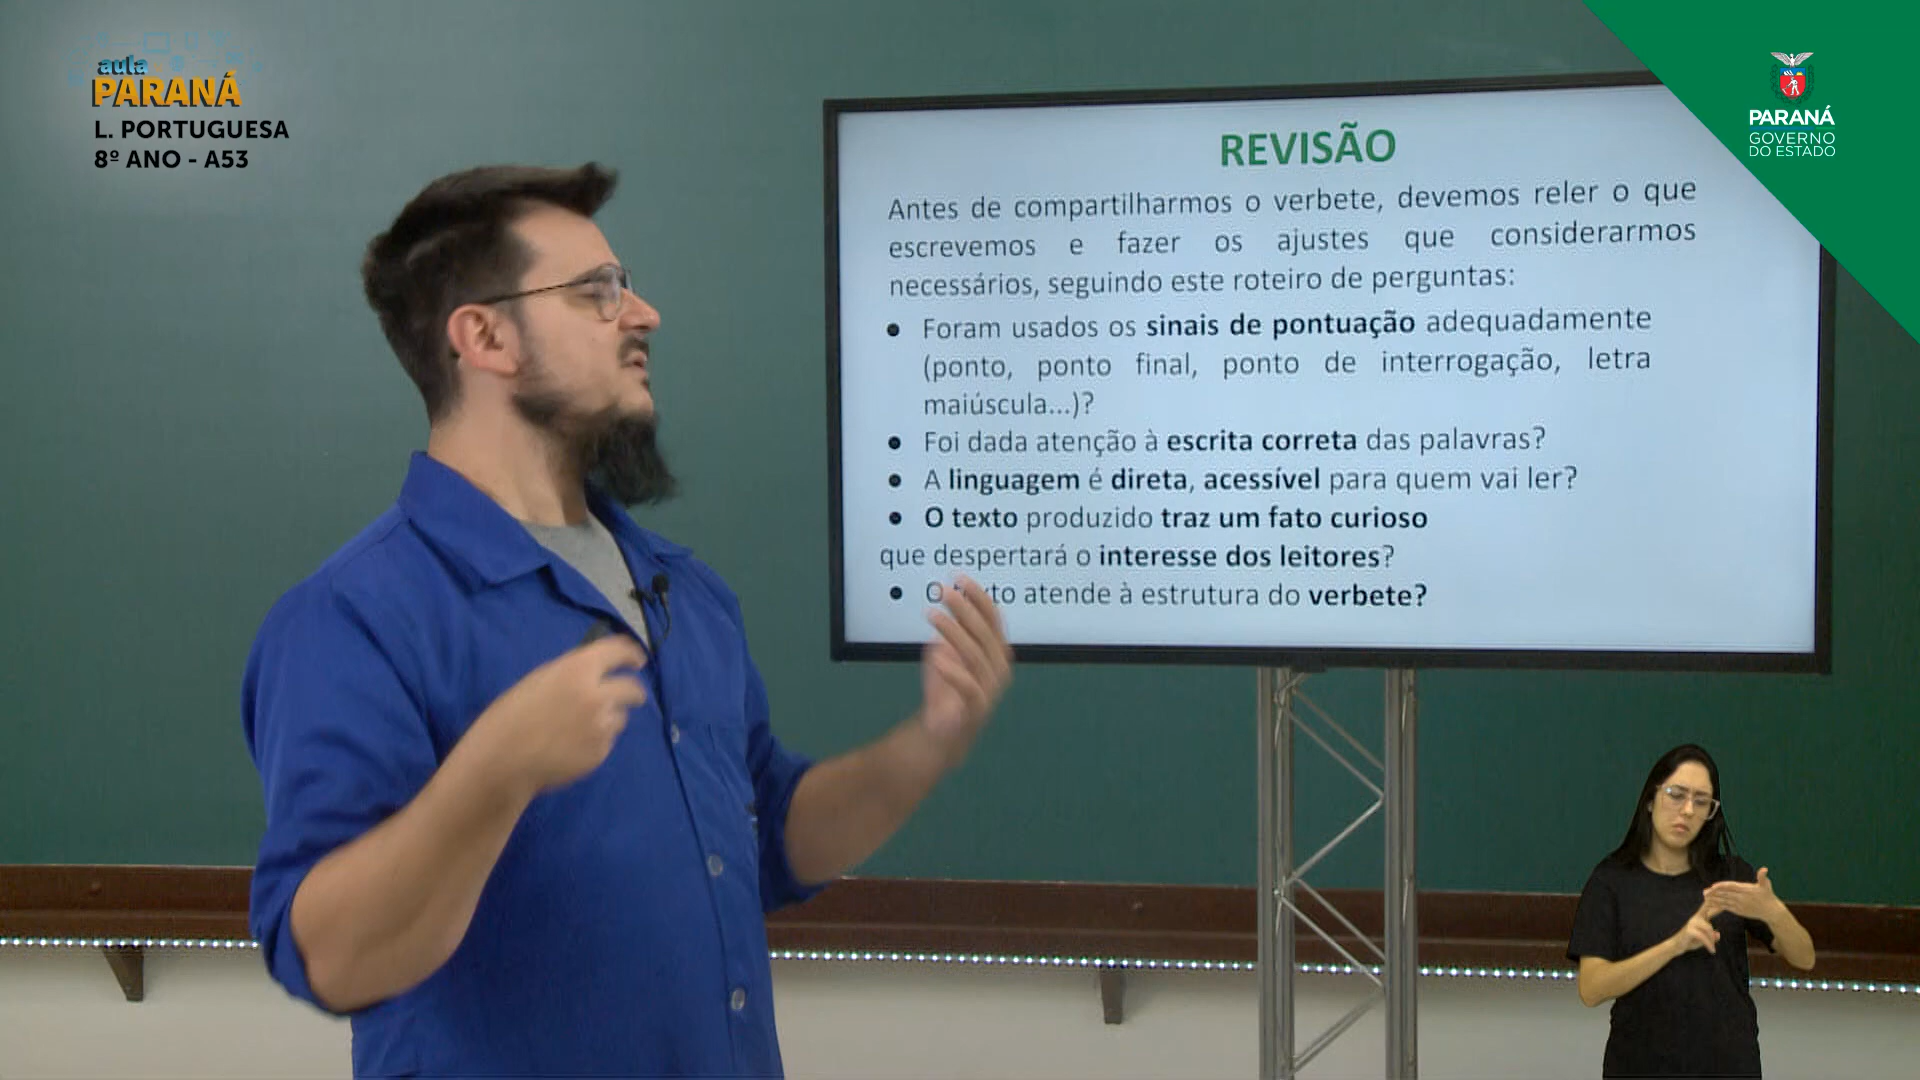 aula
PARANÁ
L. PORTUGUESA
8º ANO - A53
PARANÁ
GOVERNO
DO ESTADO
REVISÃO
Antes de compartilharmos o verbete, devemos reler o que
escrevemos e fazer os ajustes que considerarmos
necessários, seguindo este roteiro de perguntas:
• Foram usados os sinais de pontuação adequadamente
(ponto, ponto final, ponto de interrogação, letra
maiúscula...)?
• Foi dada atenção à escrita correta das palavras?
• A linguagem é direta, acessível para quem vai ler?
• O texto produzido traz um fato curioso
que despertará o interesse dos leitores?
• O texto atende à estrutura do verbete?